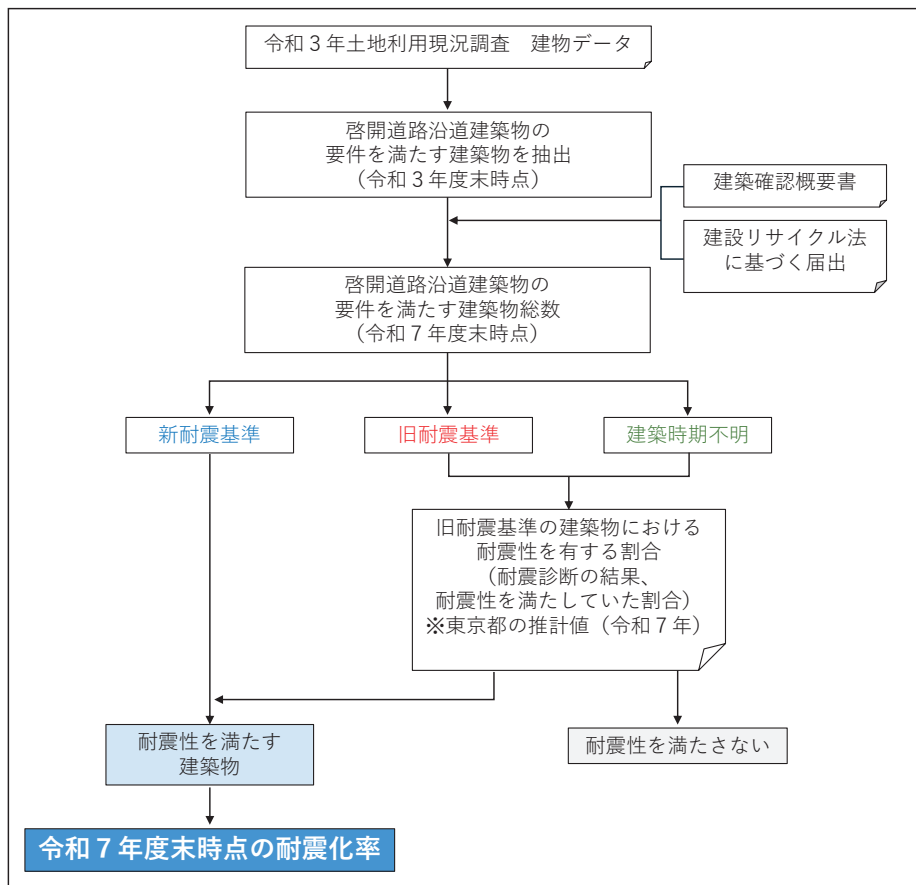 令和３年土地利用現況調査　建物データ
啓開道路沿道建築物の
要件を満たす建築物を抽出
（令和３年度末時点）
建築確認概要書
建設リサイクル法
に基づく届出
啓開道路沿道建築物の
要件を満たす建築物総数
（令和７年度末時点）
新耐震基準
旧耐震基準
建築時期不明
旧耐震基準の建築物における
耐震性を有する割合
（耐震診断の結果、
耐震性を満たしていた割合）
※東京都の推計値（令和７年）
耐震性を満たす
建築物
耐震性を満たさない
令和７年度末時点の耐震化率